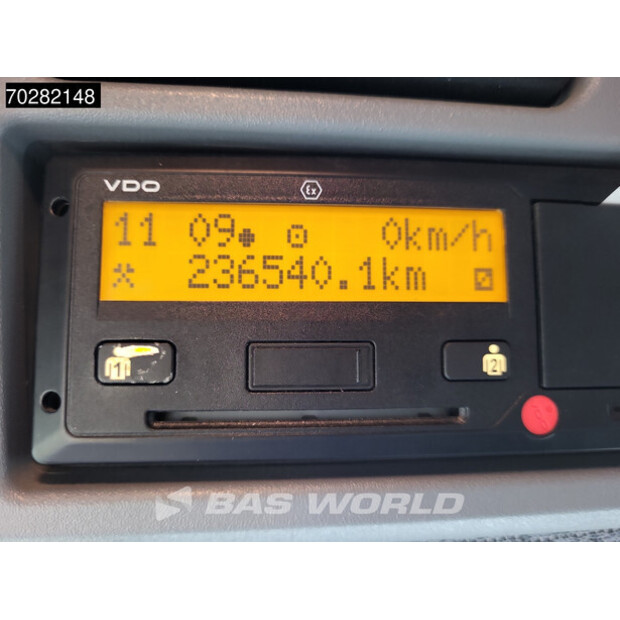 70282148
VDO
Ex
11 09 0km/h
236540.1km
1
2
BAS WORLD